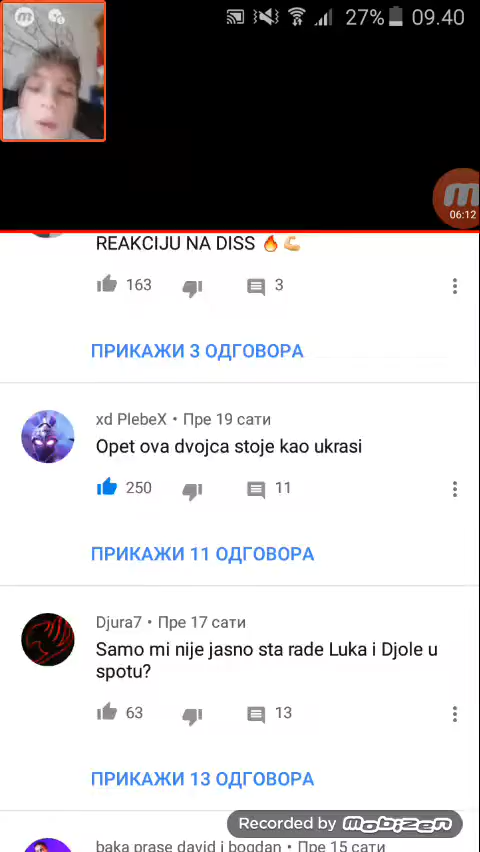 27% 09.40
06:12
REAKCIJU NA DISS 🔥💪
163 3
ПРИКАЖИ 3 ОДГОВОРА
xd PlebeX • Пре 19 сати
Opet ova dvojca stoje kao ukrasi
250 11
ПРИКАЖИ 11 ОДГОВОРА
Djura7 • Пре 17 сати
Samo mi nije jasno sta rade Luka i Djole u
spotu?
63 13
ПРИКАЖИ 13 ОДГОВОРА
Recorded by mobizen
baka prase david i bogdan • Пре 15 сати